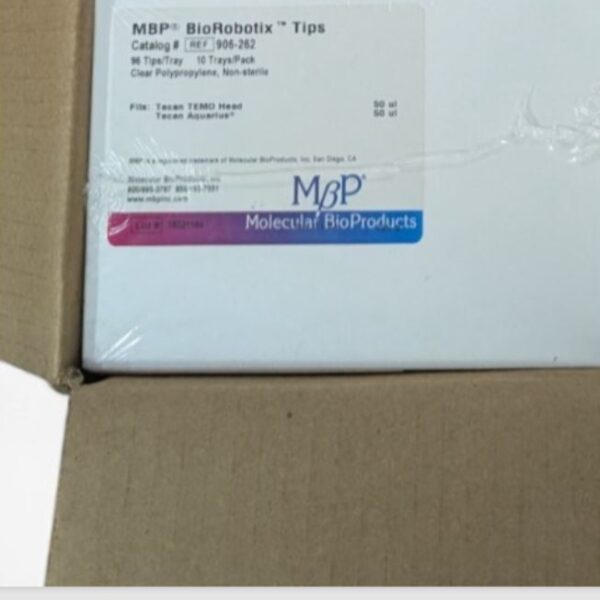 MBP® BioRobotix™ Tips
Catalog # REF 906-262
96 Tips/Tray 10 Trays/Pack
Clear Polypropylene, Non-sterile
Fits: Tecan TEMO Head 50 ul
Tecan Aquarius® 50 ul
MBP is a registered trademark of Molecular BioProducts, Inc. San Diego, CA
Molecular BioProducts, Inc.
www.mbpinc.com
MβP®
Molecular BioProducts
Lot #: